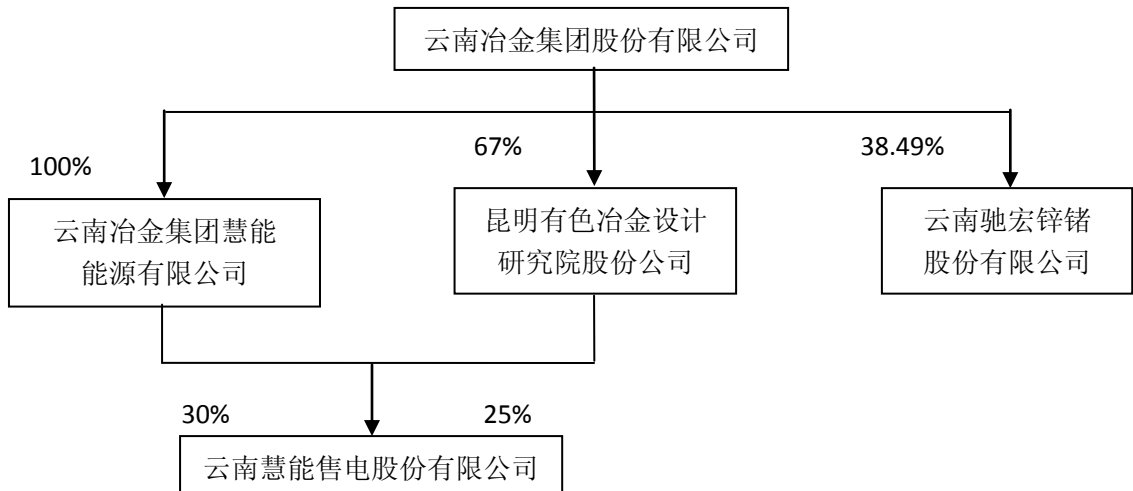 云南冶金集团股份有限公司
100%
67%
38.49%
云南冶金集团慧能
能源有限公司
昆明有色冶金设计
研究院股份公司
云南驰宏锌锗
股份有限公司
30%
25%
云南慧能售电股份有限公司